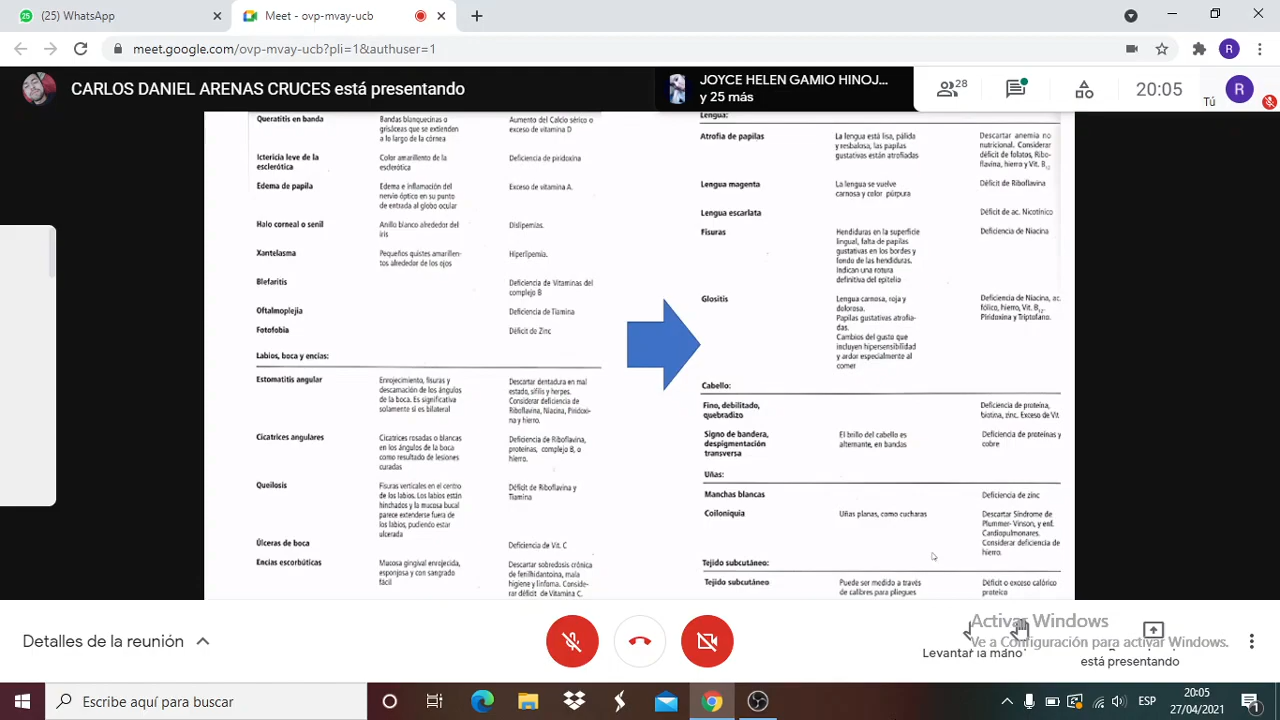 (25) WhatsApp
Meet - ovp-mvay-ucb
meet.google.com/ovp-mvay-ucb?pli=1&authuser=1
R
CARLOS DANIEL ARENAS CRUCES está presentando
JOYCE HELEN GAMIO HINOJ...
y 25 más
28
20:05
Tú
R
Queratitis en banda
Bandas blanquecinas o
grisáceas que se extienden
a lo largo de la córnea
Aumento del Calcio sérico o
exceso de vitamina D
Ictericia leve de la
esclerótica
Color amarillento de la
esclerótica
Deficiencia de piridoxina
Edema de papila
Edema e inflamación del
nervio óptico en su punto
de entrada al globo ocular
Exceso de vitamina A.
Halo corneal o senil
Anillo blanco alrededor del
iris
Dislipemias.
Xantelasma
Pequeños quistes amarillen-
tos alrededor de los ojos
Hiperlipemia.
Blefaritis
Deficiencia de Vitaminas del
complejo B
Oftalmoplejia
Deficiencia de Tiamina
Fotofobia
Déficit de Zinc
Labios, boca y encías:
Estomatitis angular
Enrojecimiento, fisuras y
descamación de los ángulos
de la boca. Es significativa
solamente si es bilateral
Descartar dentadura en mal
estado, sífilis y herpes.
Considerar deficiencia de
Riboflavina, Niacina, Piridoxi-
na y hierro.
Cicatrices angulares
Cicatrices rosadas o blancas
en los ángulos de la boca
como resultado de lesiones
curadas
Deficiencia de Riboflavina,
proteínas, complejo B, o
hierro.
Queilosis
Fisuras verticales en el centro
de los labios. Los labios están
hinchados y la mucosa bucal
parece extenderse fuera de
los labios, pudiendo estar
ulcerada
Déficit de Riboflavina y
Tiamina
Úlceras de boca
Deficiencia de Vit. C
Encías escorbúticas
Mucosa gingival enrojecida,
esponjosa y con sangrado
fácil
Descartar sobredosis crónica
de fenilhidantoina, mala
higiene y linfoma. Conside-
rar déficit de Vitamina C.
Lengua:
Atrofia de papilas
La lengua está lisa, pálida
y resbalosa, las papilas
gustativas están atrofiadas
Descartar anemia no
nutricional. Considerar
déficit de folatos, Ribo-
flavina, hierro y Vit. B12
Lengua magenta
La lengua se vuelve
carnosa y color púrpura
Déficit de Riboflavina
Lengua escarlata
Déficit de ac. Nicotínico
Fisuras
Hendiduras en la superficie
lingual, falta de papilas
gustativas en los bordes y
fondo de las hendiduras.
Indican una rotura
definitiva del epitelio
Deficiencia de Niacina
Glositis
Lengua carnosa, roja y
dolorosa.
Papilas gustativas atrofia-
das.
Cambios del gusto que
incluyen hipersensibilidad
y ardor especialmente al
comer
Deficiencia de Niacina, ac.
fólico, hierro, Vit. B12,
Piridoxina y Triptofano.
Cabello:
Fino, debilitado,
quebradizo
Deficiencia de proteína,
biotina, zinc. Exceso de Vit
Signo de bandera,
despigmentación
transversa
El brillo del cabello es
alternante, en bandas
Deficiencia de proteínas y
cobre
Uñas:
Manchas blancas
Deficiencia de zinc
Coiloniquia
Uñas planas, como cucharas
Descartar Síndrome de
Plummer- Vinson, y enf.
Cardiopulmonares.
Considerar deficiencia de
hierro.
Tejido subcutáneo:
Tejido subcutáneo
Puede ser medido a través
de calibres para pliegues
Déficit o exceso calórico
proteico
Detalles de la reunión
Levantar la mano
está presentando
Activar Windows
Ve a Configuración para activar Windows.
Escribe aquí para buscar
ESP
20:05
27/04/2021
1